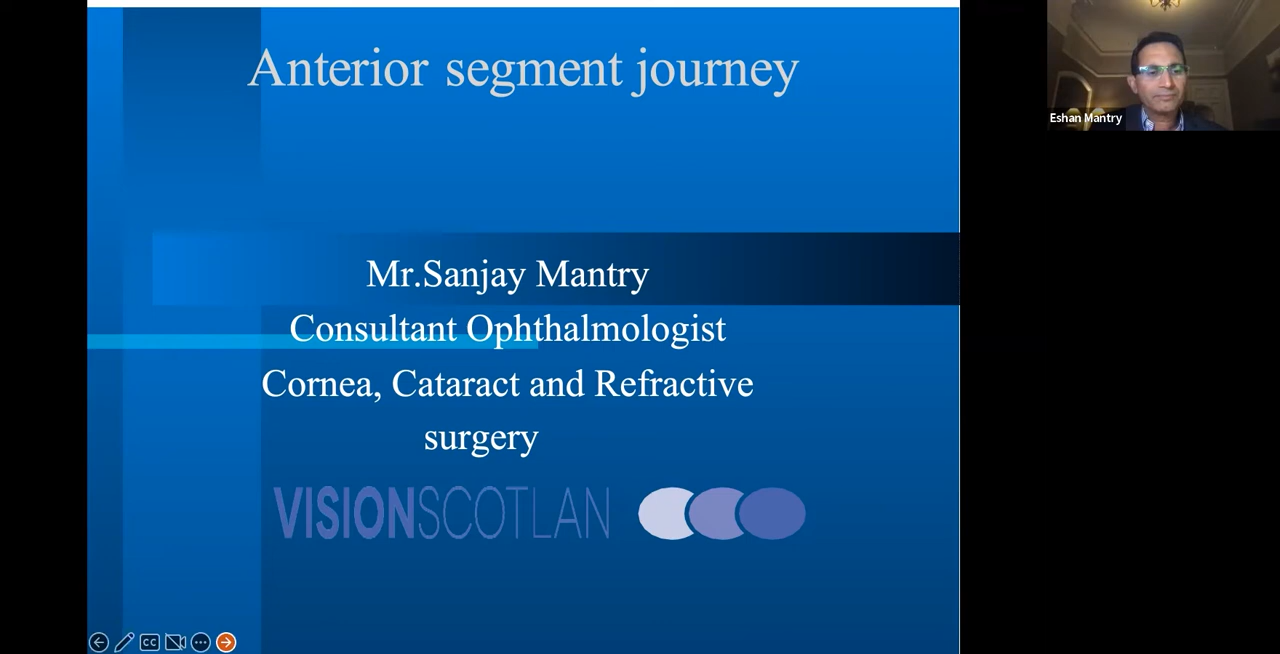 Anterior segment journey
Mr.Sanjay Mantry
Consultant Ophthalmologist
Cornea, Cataract and Refractive
surgery
VISIONSCOTLAN
CC
Eshan Mantry